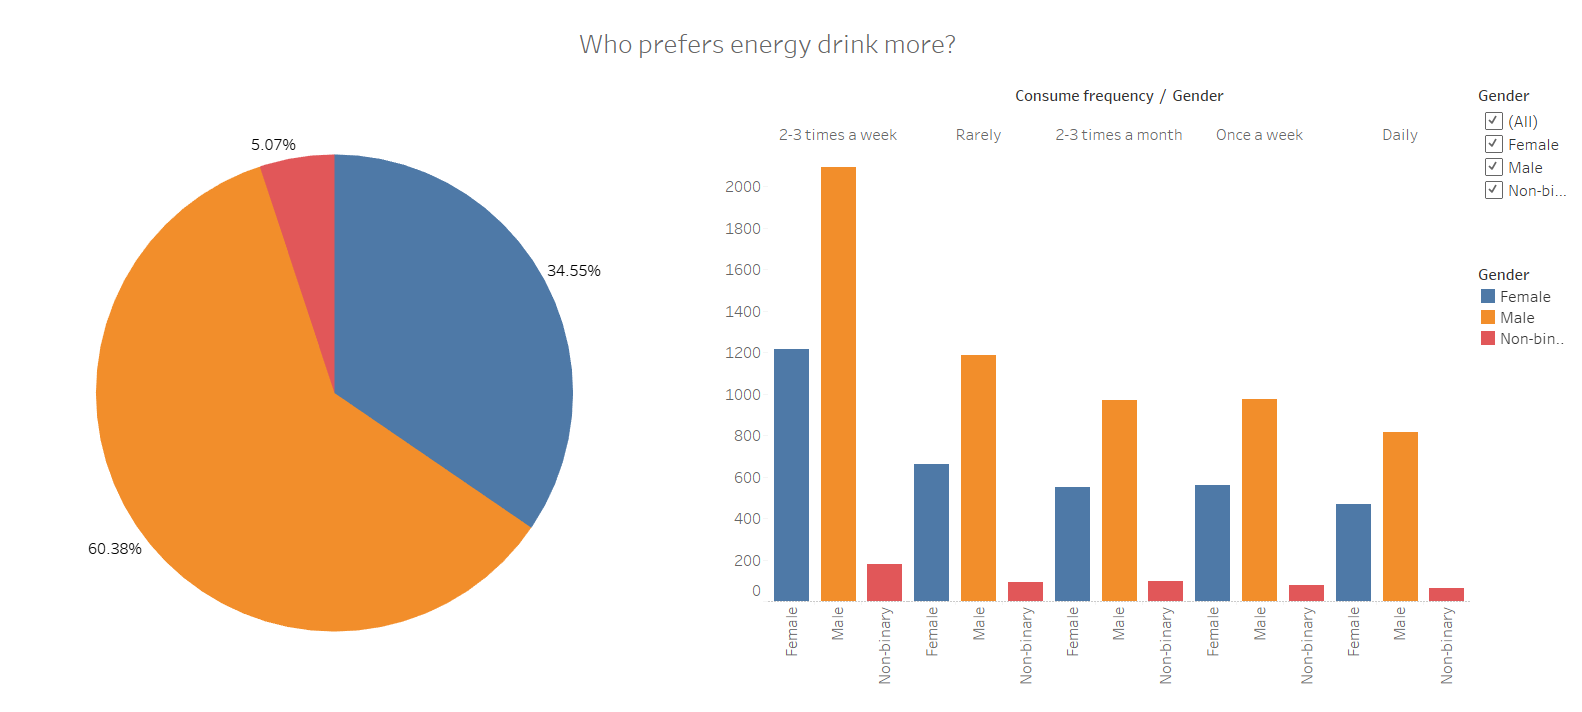 Who prefers energy drink more?
5.07%
34.55%
60.38%
Consume frequency / Gender
2-3 times a week Rarely 2-3 times a month Once a week Daily
2000
1800
1600
1400
1200
1000
800
600
400
200
0
Female Male Non-binary Female Male Non-binary Female Male Non-binary Female Male Non-binary Female Male Non-binary
Gender
(All)
Female
Male
Non-bi...
Gender
Female
Male
Non-bin..